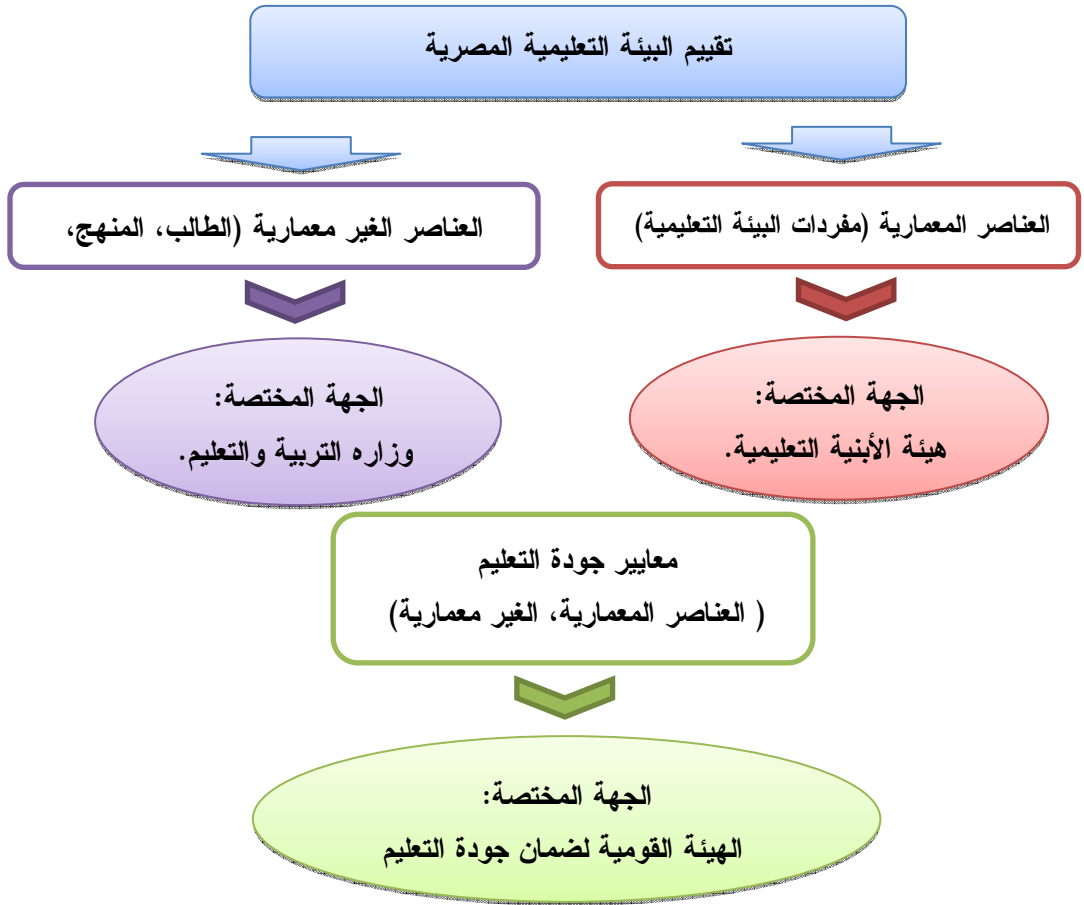 تقييم البيئة التعليمية المصرية
العناصر المعمارية (مفردات البيئة التعليمية)
العناصر الغير معمارية (الطالب، المنهج،
الجهة المختصة:
هيئة الأبنية التعليمية.
الجهة المختصة:
وزاره التربية والتعليم.
معايير جودة التعليم
( العناصر المعمارية، الغير معمارية)
الجهة المختصة:
الهيئة القومية لضمان جودة التعليم